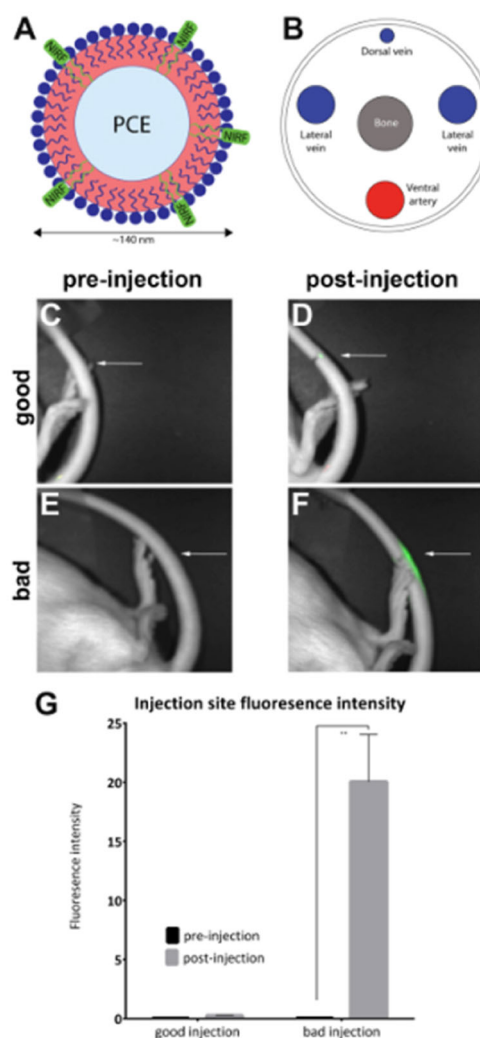 A
NIRF
NIRF
PCE
NIRF
NIRF
NIRF
~140 nm
B
Dorsal vein
Lateral
vein
Bone
Lateral
vein
Ventral
artery
pre-injection
post-injection
good
C
D
bad
E
F
G
Injection site fluoresence intensity
Fluoresence intensity
25
20
15
10
5
0
**
pre-injection
post-injection
good injection
bad injection